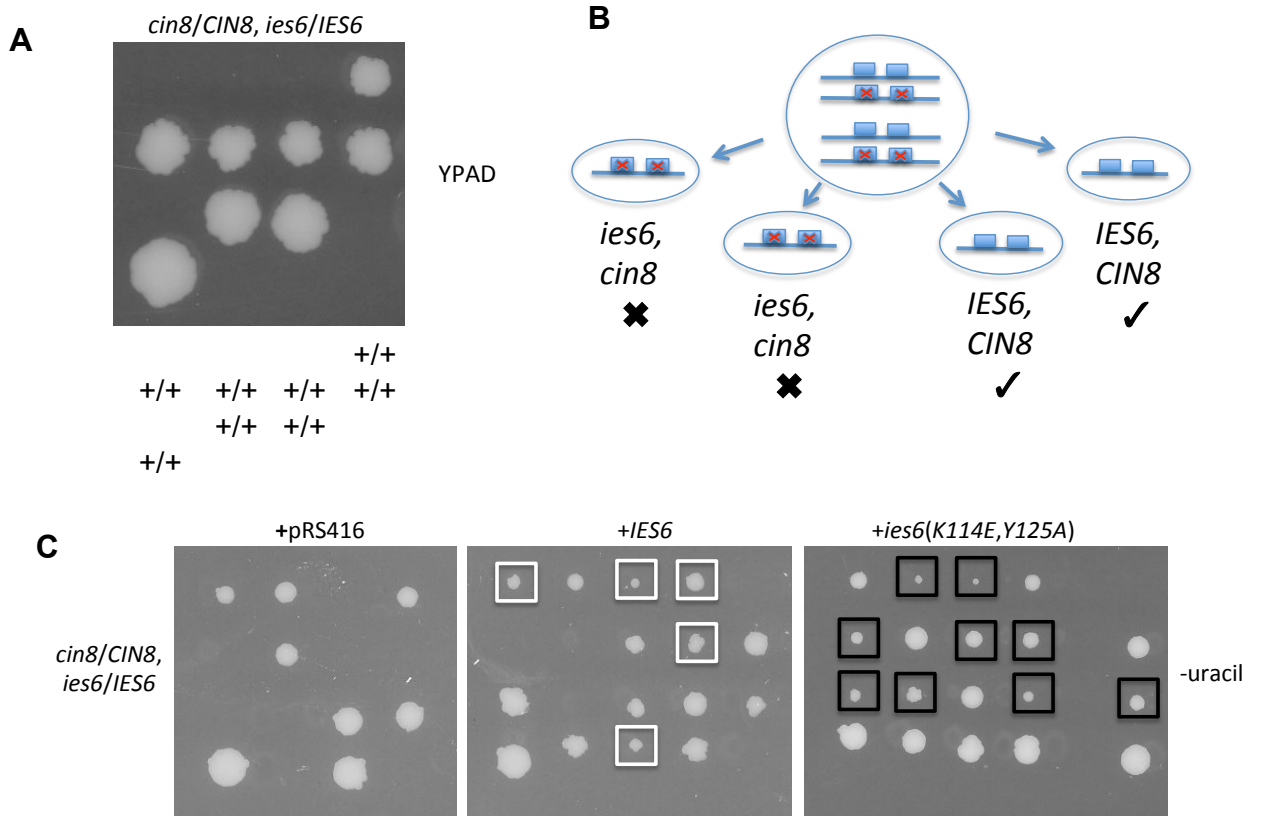 A
cin8/CIN8, ies6/IES6
YPAD
+/+
+/+ +/+ +/+ +/+
+/+ +/+
+/+
B
ies6,
cin8
✖
ies6,
cin8
✖
IES6,
CIN8
✓
IES6,
CIN8
✓
C
+pRS416
+IES6
+ies6(K114E,Y125A)
cin8/CIN8,
ies6/IES6
-uracil